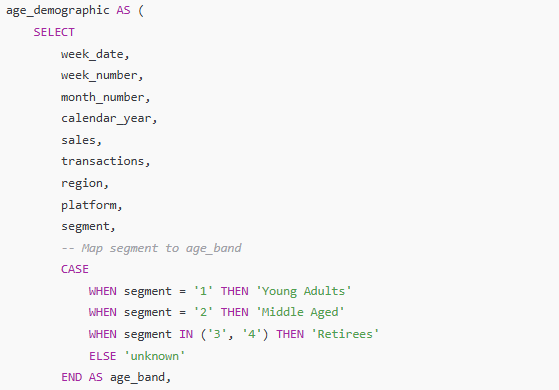 age_demographic AS (
SELECT
week_date,
week_number,
month_number,
calendar_year,
sales,
transactions,
region,
platform,
segment,
-- Map segment to age_band
CASE
WHEN segment = '1' THEN 'Young Adults'
WHEN segment = '2' THEN 'Middle Aged'
WHEN segment IN ('3', '4') THEN 'Retirees'
ELSE 'unknown'
END AS age_band,